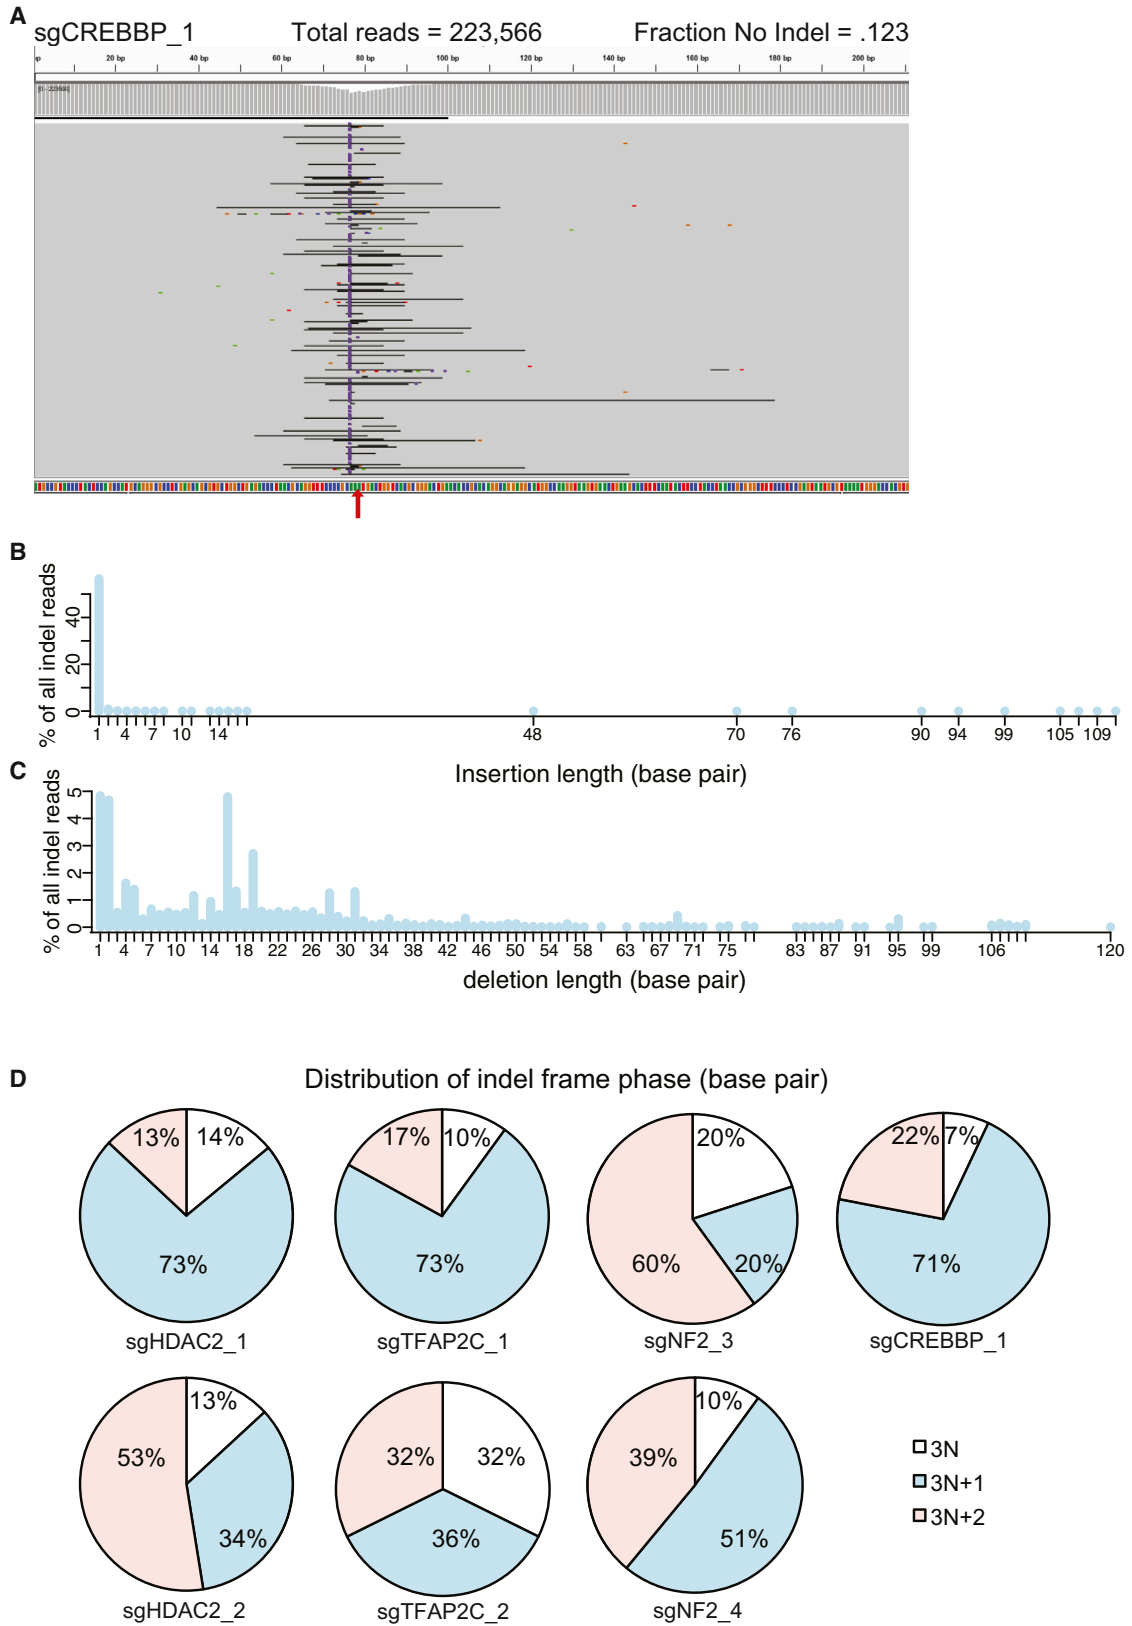 A
sgCREBBP_1 Total reads = 223,566 Fraction No Indel = .123
20 bp 40 bp 60 bp 80 bp 100 bp 120 bp 140 bp 160 bp 180 bp 200 bp
[0 - 223566]
B
% of all indel reads
0 20 40
1 4 7 10 14 48 70 76 90 94 99 105 109
Insertion length (base pair)
C
% of all indel reads
0 1 2 3 4 5
1 4 7 10 14 18 22 26 30 34 38 42 46 50 54 58 63 67 71 75 83 87 91 95 99 106 120
deletion length (base pair)
D
Distribution of indel frame phase (base pair)
13% 14%
73%
sgHDAC2_1
17% 10%
73%
sgTFAP2C_1
20%
60% 20%
sgNF2_3
22% 7%
71%
sgCREBBP_1
13%
53%
34%
sgHDAC2_2
32% 32%
36%
sgTFAP2C_2
10%
39%
51%
sgNF2_4
3N
3N+1
3N+2